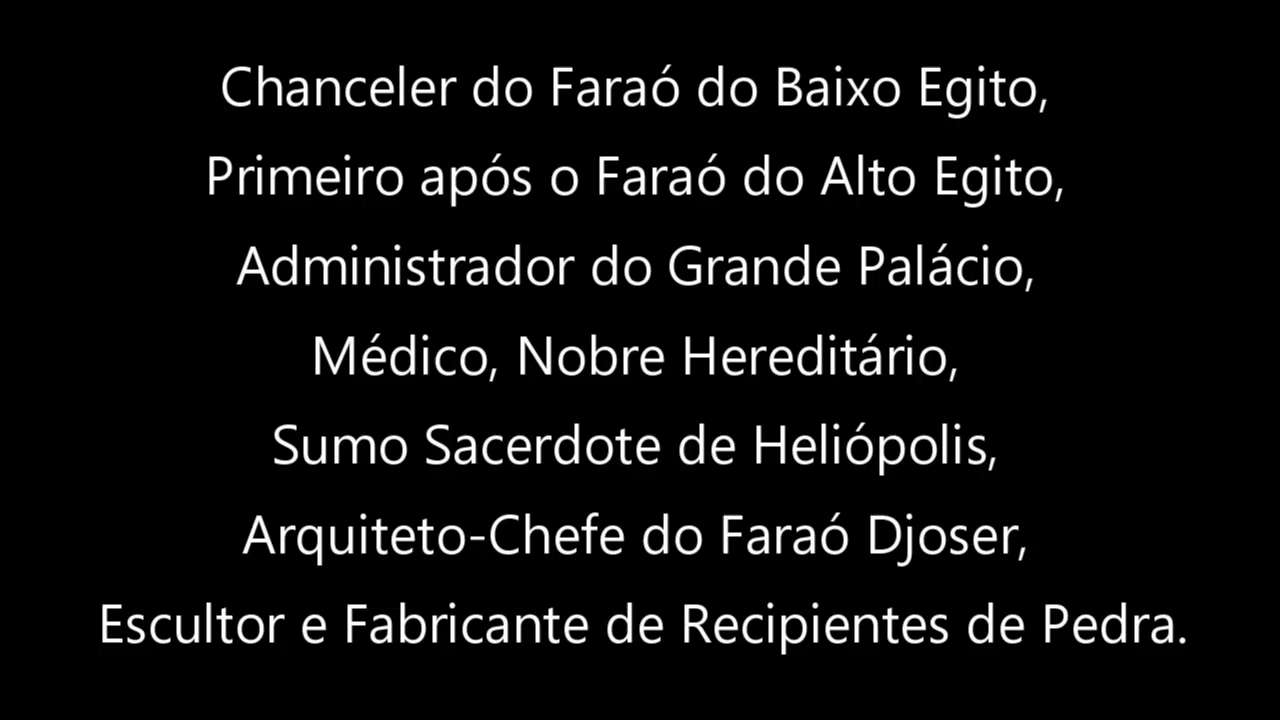 Chanceler do Faraó do Baixo Egito,
Primeiro após o Faraó do Alto Egito,
Administrador do Grande Palácio,
Médico, Nobre Hereditário,
Sumo Sacerdote de Heliópolis,
Arquiteto-Chefe do Faraó Djoser,
Escultor e Fabricante de Recipientes de Pedra.